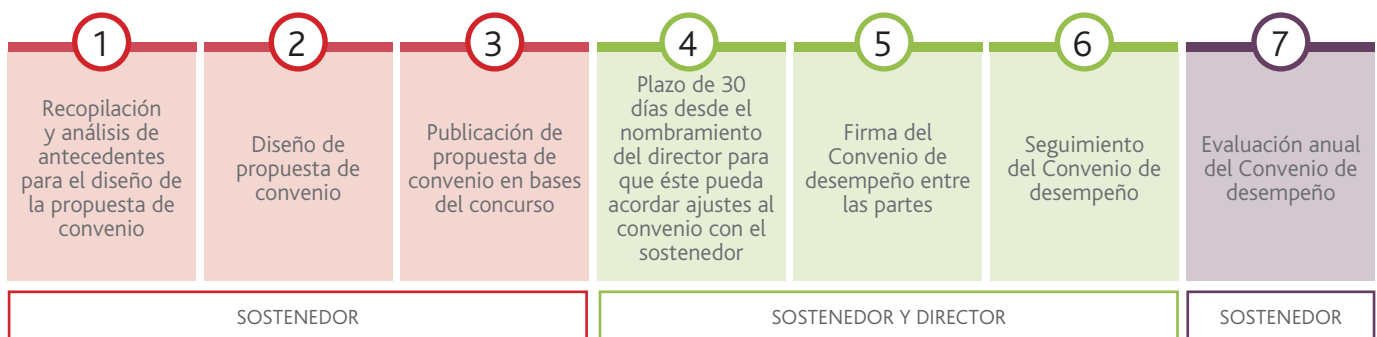 1
Recopilación
y análisis de
antecedentes
para el diseño de
la propuesta de
convenio
2
Diseño de
propuesta de
convenio
3
Publicación de
propuesta de
convenio en bases
del concurso
4
Plazo de 30
días desde el
nombramiento
del director para
que éste pueda
acordar ajustes al
convenio con el
sostenedor
5
Firma del
Convenio de
desempeño entre
las partes
6
Seguimiento
del Convenio de
desempeño
7
Evaluación anual
del Convenio de
desempeño
SOSTENEDOR
SOSTENEDOR Y DIRECTOR
SOSTENEDOR